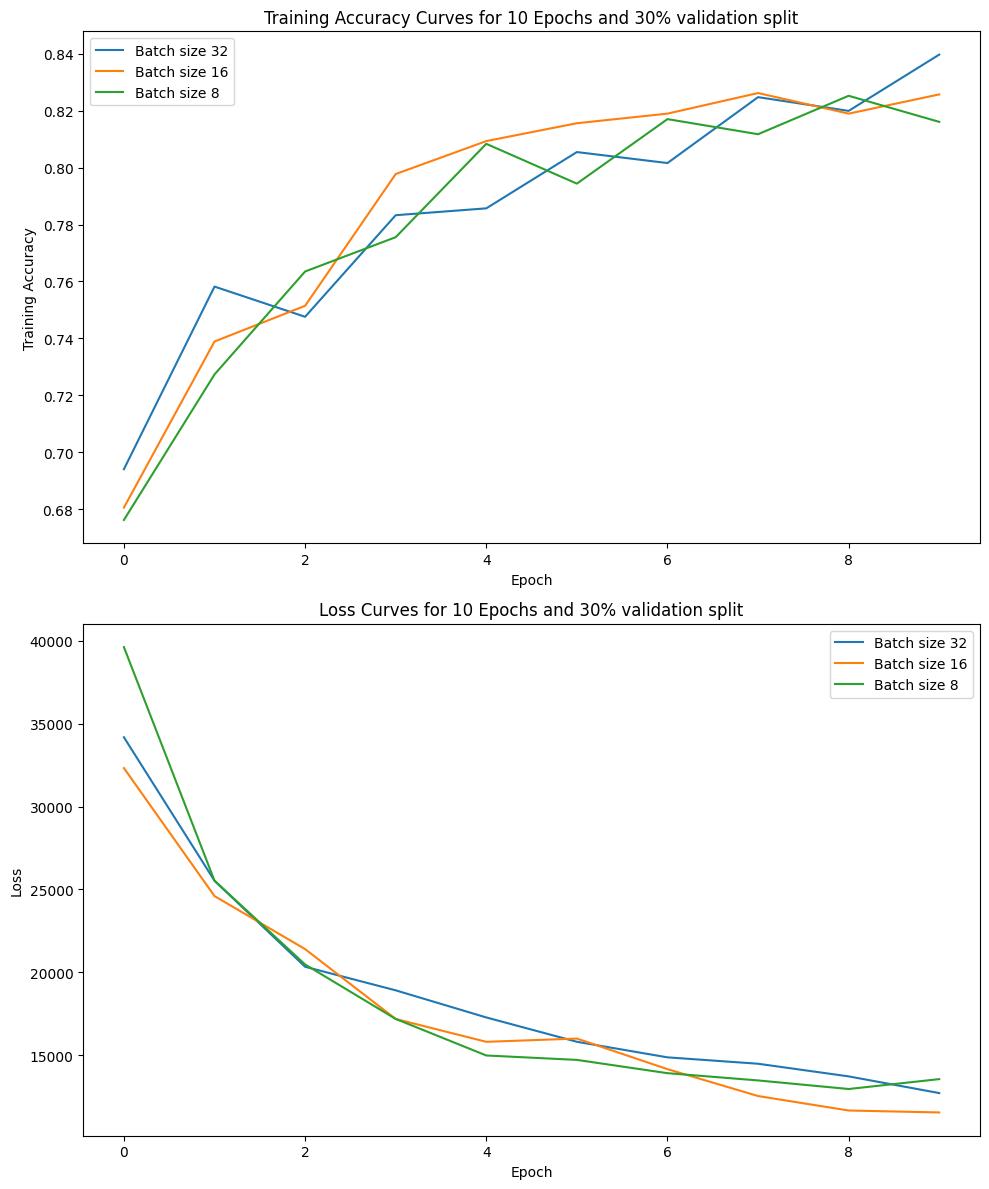 Training Accuracy Curves for 10 Epochs and 30% validation split
Batch size 32
Batch size 16
Batch size 8
0.84
0.82
0.80
0.78
0.76
0.74
0.72
0.70
0.68
Training Accuracy
0 2 4 6 8
Epoch
Loss Curves for 10 Epochs and 30% validation split
Batch size 32
Batch size 16
Batch size 8
40000
35000
30000
25000
20000
15000
Loss
0 2 4 6 8
Epoch